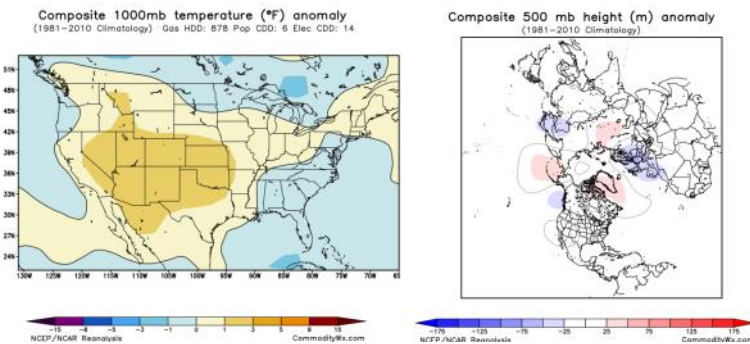 Composite 1000mb temperature (°F) anomaly
(1981-2010 Climatology) Gas HDD: 878 Pop CDD: 6 Elec CDD: 14
51N
48N
45N
42N
39N
36N
33N
30N
27N
24N
130W 125W 120W 115W 110W 105W 100W 95W 90W 85W 80W 75W 70W 65W
-15 -8 -5 -3 -1 0 1 3 5 8 15
NCEP/NCAR Reanalysis CommodityWx.com
Composite 500 mb height (m) anomaly
(1981-2010 Climatology)
-175 -125 -75 -25 25 75 125 175
NCEP/NCAR Reanalysis CommodityWx.com